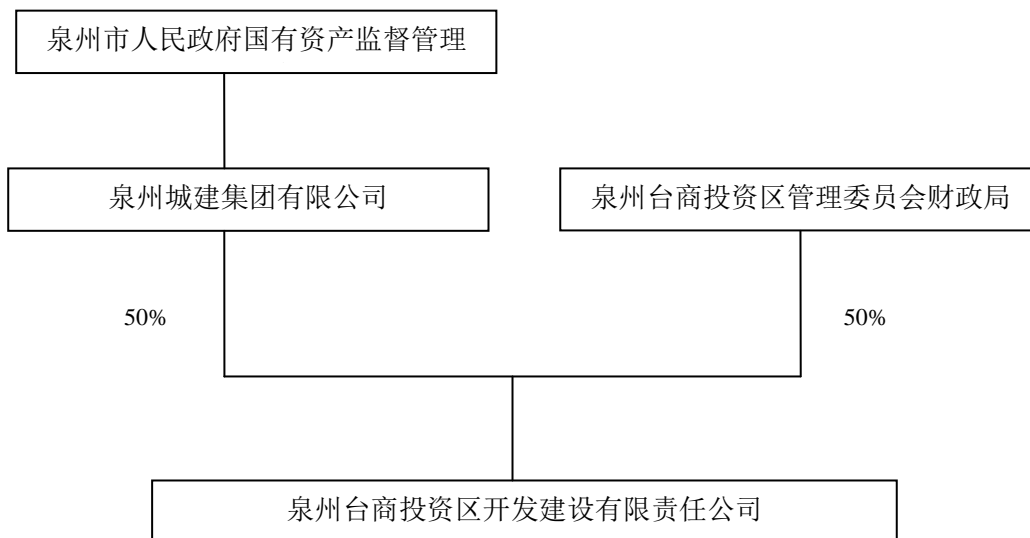 泉州市人民政府国有资产监督管理
泉州城建集团有限公司
泉州台商投资区管理委员会财政局
50%
50%
泉州台商投资区开发建设有限责任公司